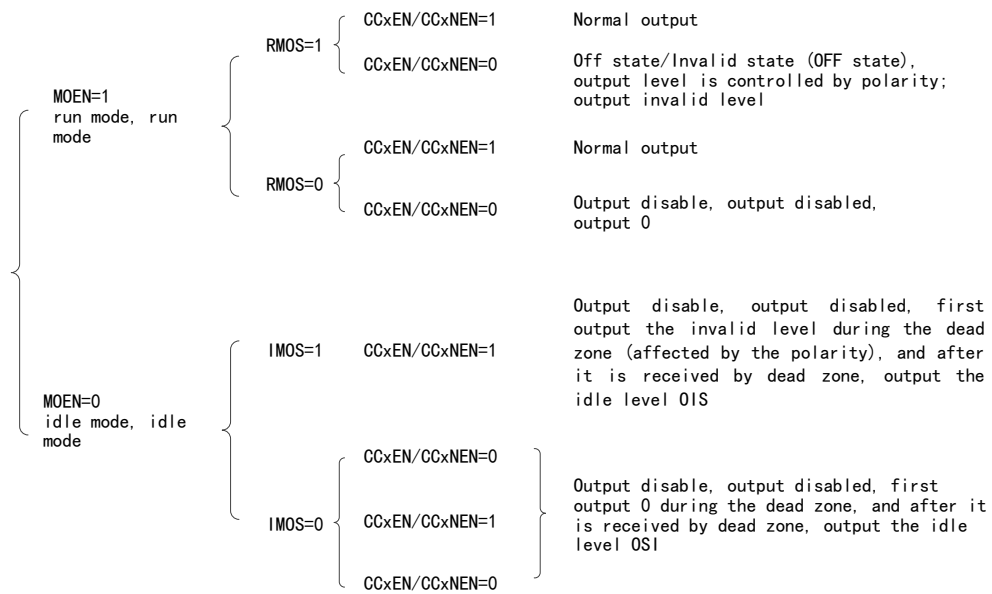 CCxEN/CCxNEN=1 Normal output
RMOS=1
CCxEN/CCxNEN=0 Off state/Invalid state (OFF state),
output level is controlled by polarity;
output invalid level
MOEN=1
run mode, run
mode
CCxEN/CCxNEN=1 Normal output
RMOS=0
CCxEN/CCxNEN=0 Output disable, output disabled,
output 0
Output disable, output disabled, first
output the invalid level during the dead
IMOS=1 CCxEN/CCxNEN=1 zone (affected by the polarity), and after
it is received by dead zone, output the
idle level OIS
MOEN=0
idle mode, idle
mode
CCxEN/CCxNEN=0
Output disable, output disabled, first
output 0 during the dead zone, and after it
IMOS=0 CCxEN/CCxNEN=1 is received by dead zone, output the idle
level OSI
CCxEN/CCxNEN=0